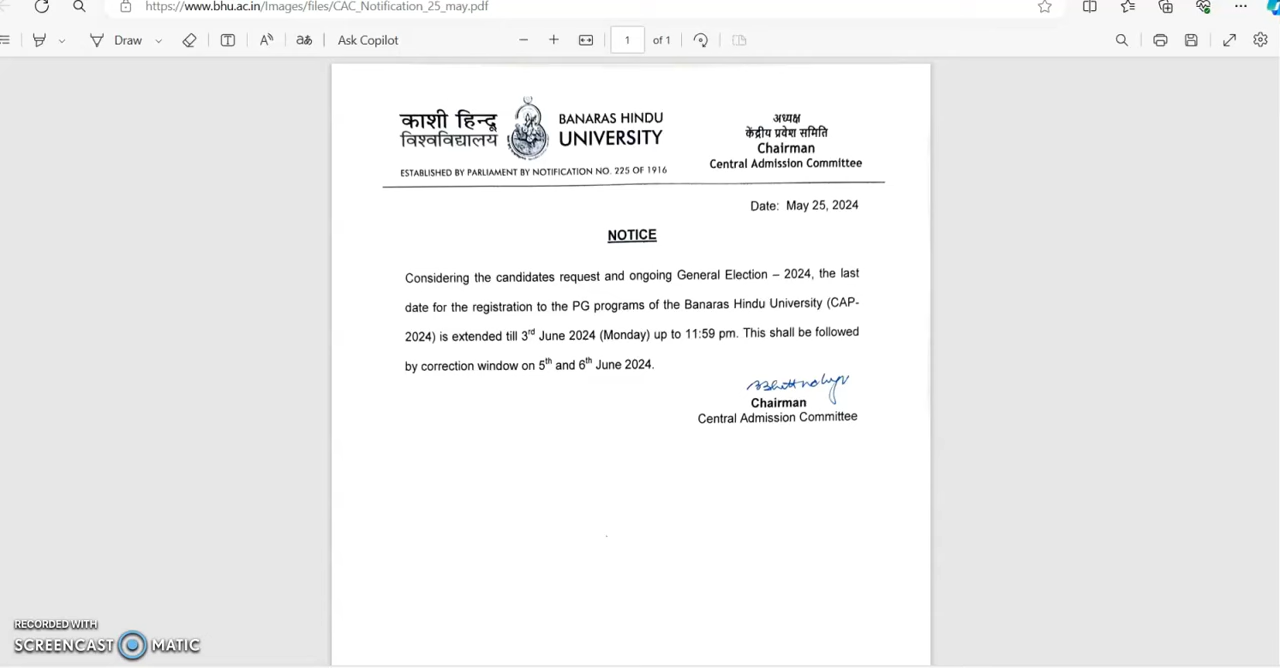 https://www.bhu.ac.in/Images/files/CAC_Notification_25_may.pdf
Draw
Ask Copilot
1 of 1
काशी हिन्दू
विश्वविद्यालय
BANARAS HINDU
UNIVERSITY
ESTABLISHED BY PARLIAMENT BY NOTIFICATION NO. 225 OF 1916
अध्यक्ष
केंद्रीय प्रवेश समिति
Chairman
Central Admission Committee
Date: May 25, 2024
NOTICE
Considering the candidates request and ongoing General Election – 2024, the last
date for the registration to the PG programs of the Banaras Hindu University (CAP-
2024) is extended till 3rd June 2024 (Monday) up to 11:59 pm. This shall be followed
by correction window on 5th and 6th June 2024.
Chairman
Central Admission Committee
RECORDED WITH
SCREENCAST MATIC